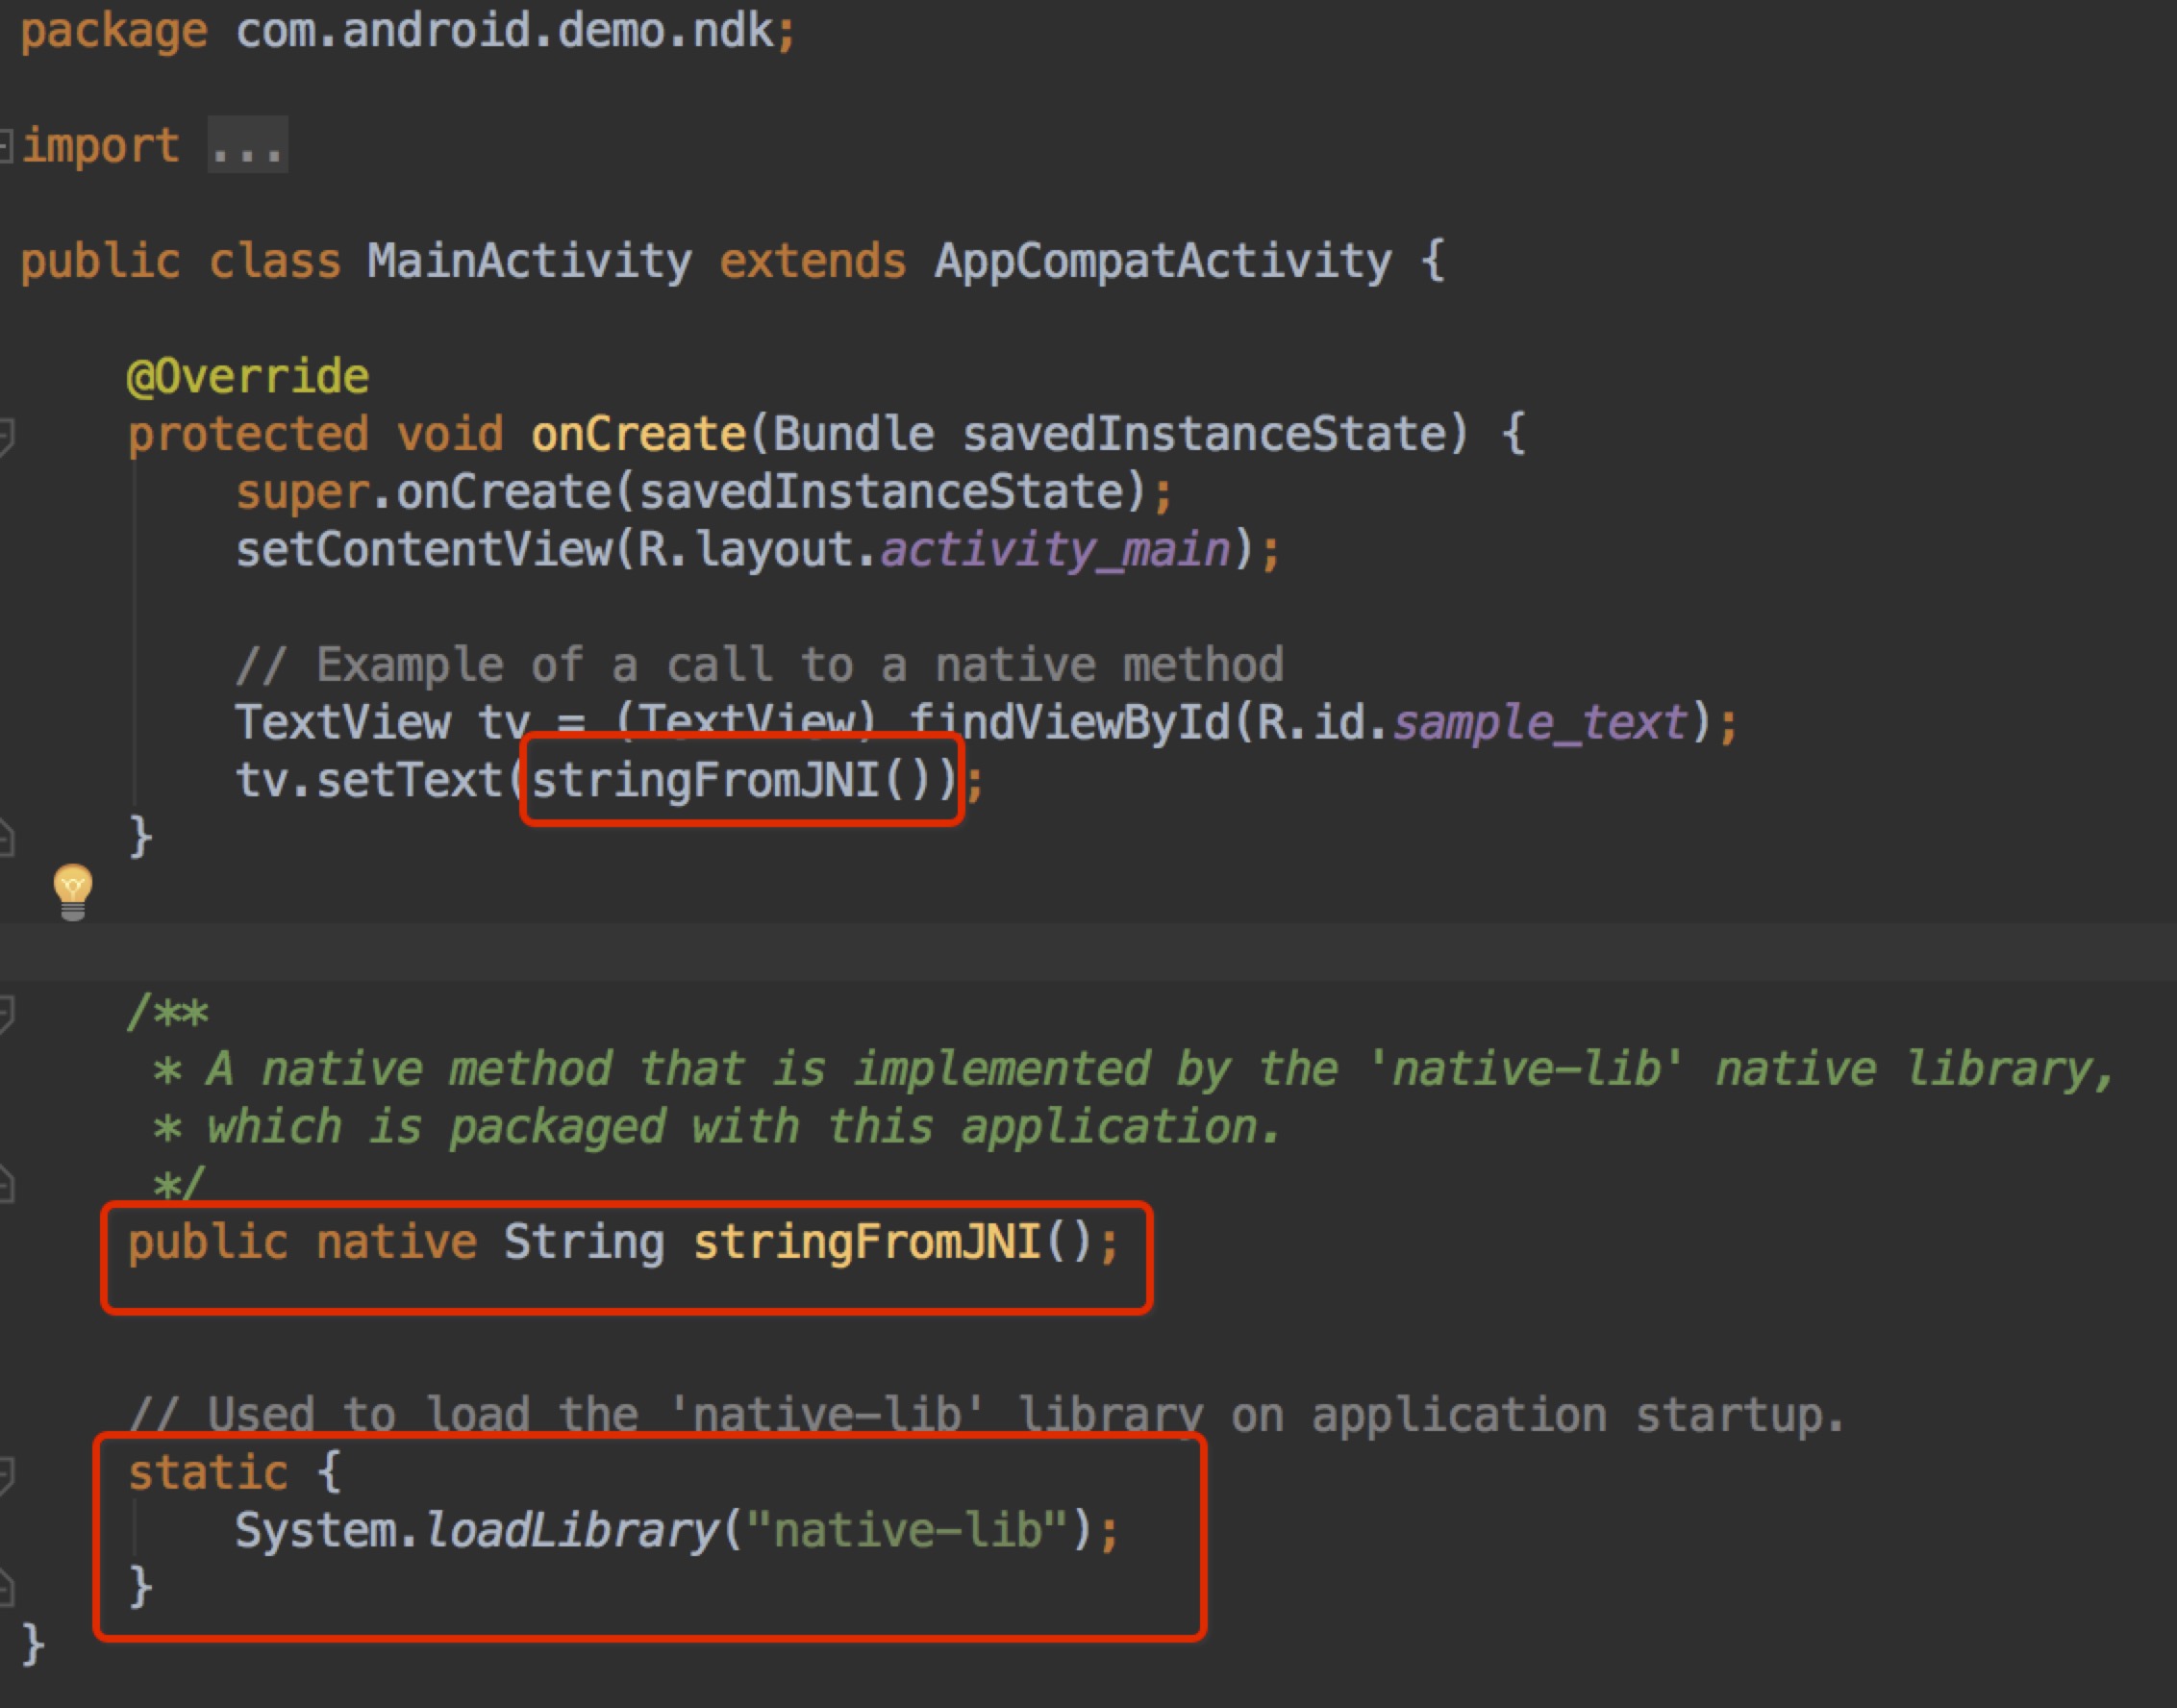 package com.android.demo.ndk;
import ...
public class MainActivity extends AppCompatActivity {
@Override
protected void onCreate(Bundle savedInstanceState) {
super.onCreate(savedInstanceState);
setContentView(R.layout.activity_main);
// Example of a call to a native method
TextView tv = (TextView) findViewById(R.id.sample_text);
tv.setText(stringFromJNI());
}
/**
* A native method that is implemented by the 'native-lib' native library,
* which is packaged with this application.
*/
public native String stringFromJNI();
// Used to load the 'native-lib' library on application startup.
static {
System.loadLibrary("native-lib");
}
}